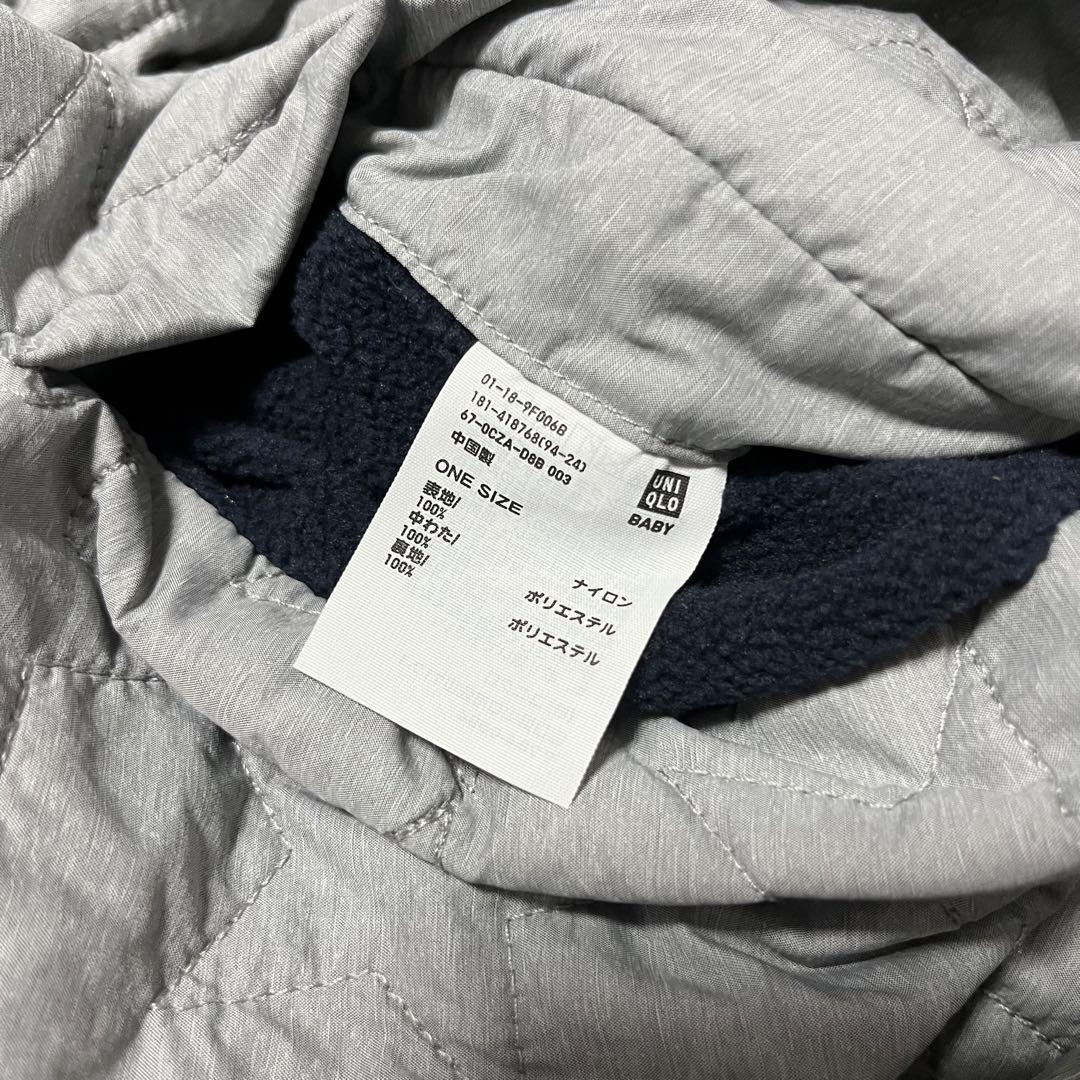 01-18-9F006B
181-418768(94-24)
67-0CZA-D8B 003
中国製
ONE SIZE
UNI
QLO
BABY
表地/
100% ナイロン
中わた/
100% ポリエステル
裏地/
100% ポリエステル